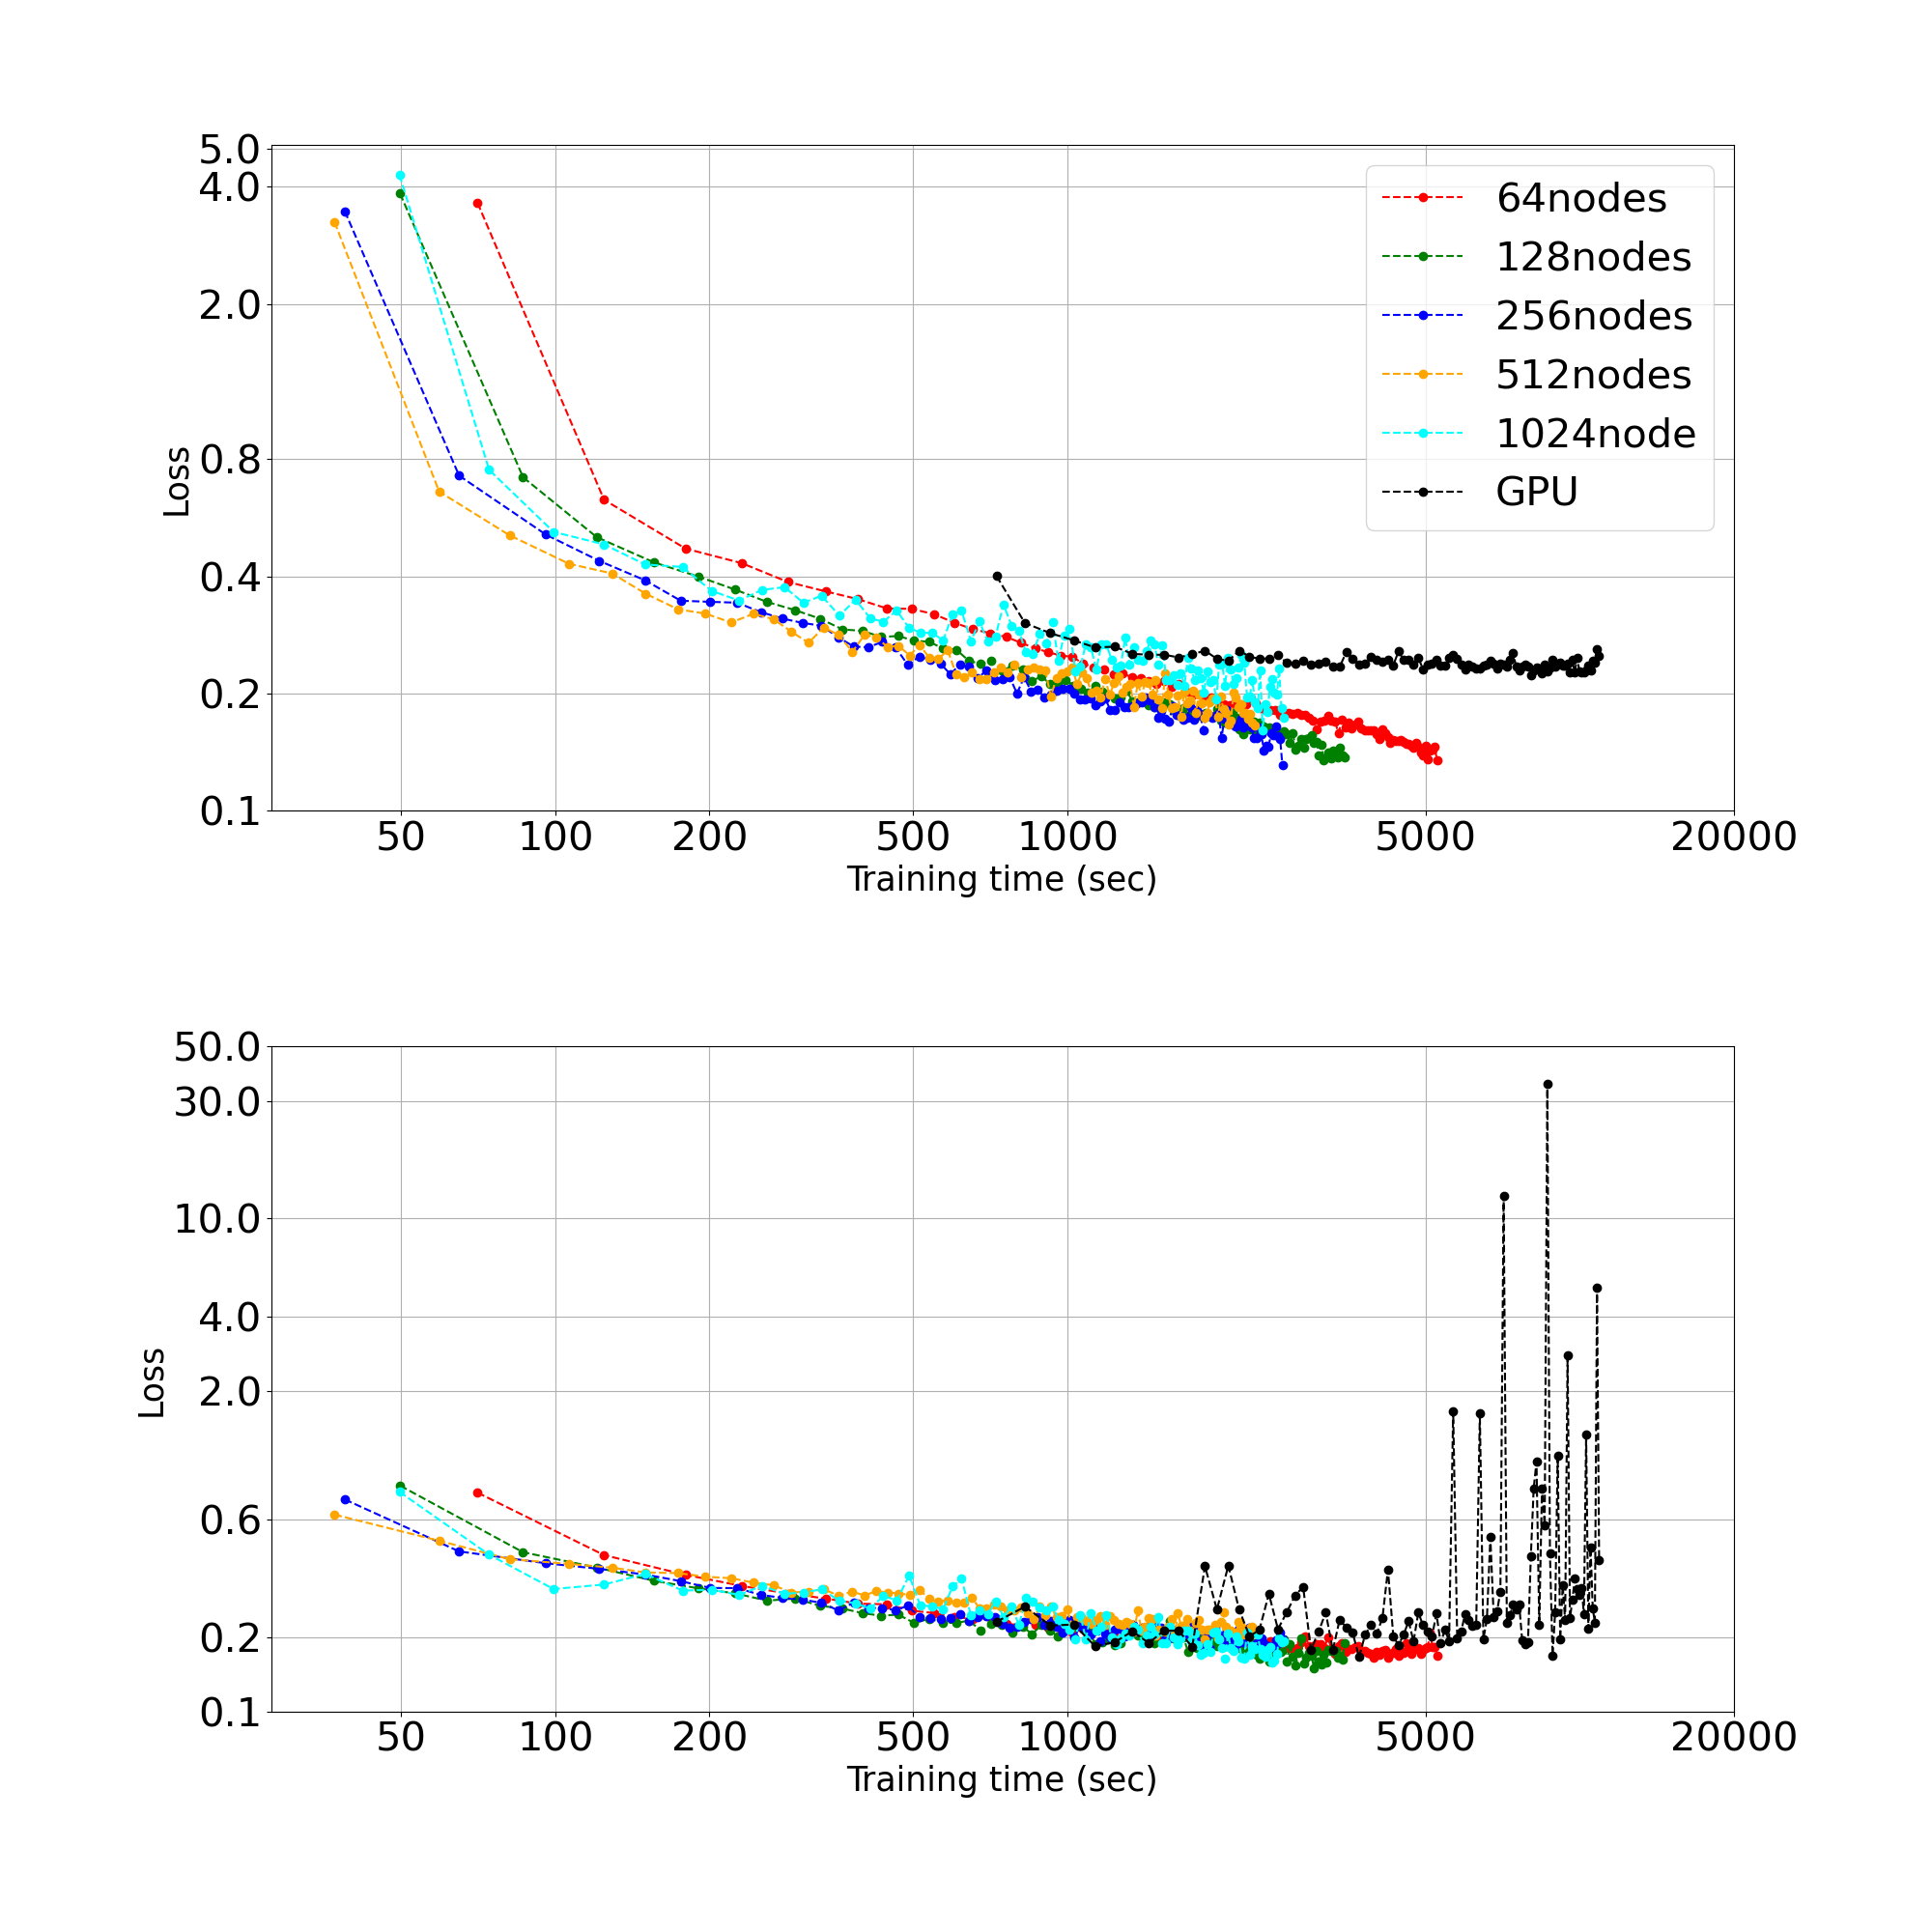 5.0
4.0
2.0
0.8
0.4
0.2
0.1
Loss
64nodes
128nodes
256nodes
512nodes
1024node
GPU
50 100 200 500 1000 5000 20000
Training time (sec)
50.0
30.0
10.0
4.0
2.0
0.6
0.2
0.1
Loss
50 100 200 500 1000 5000 20000
Training time (sec)